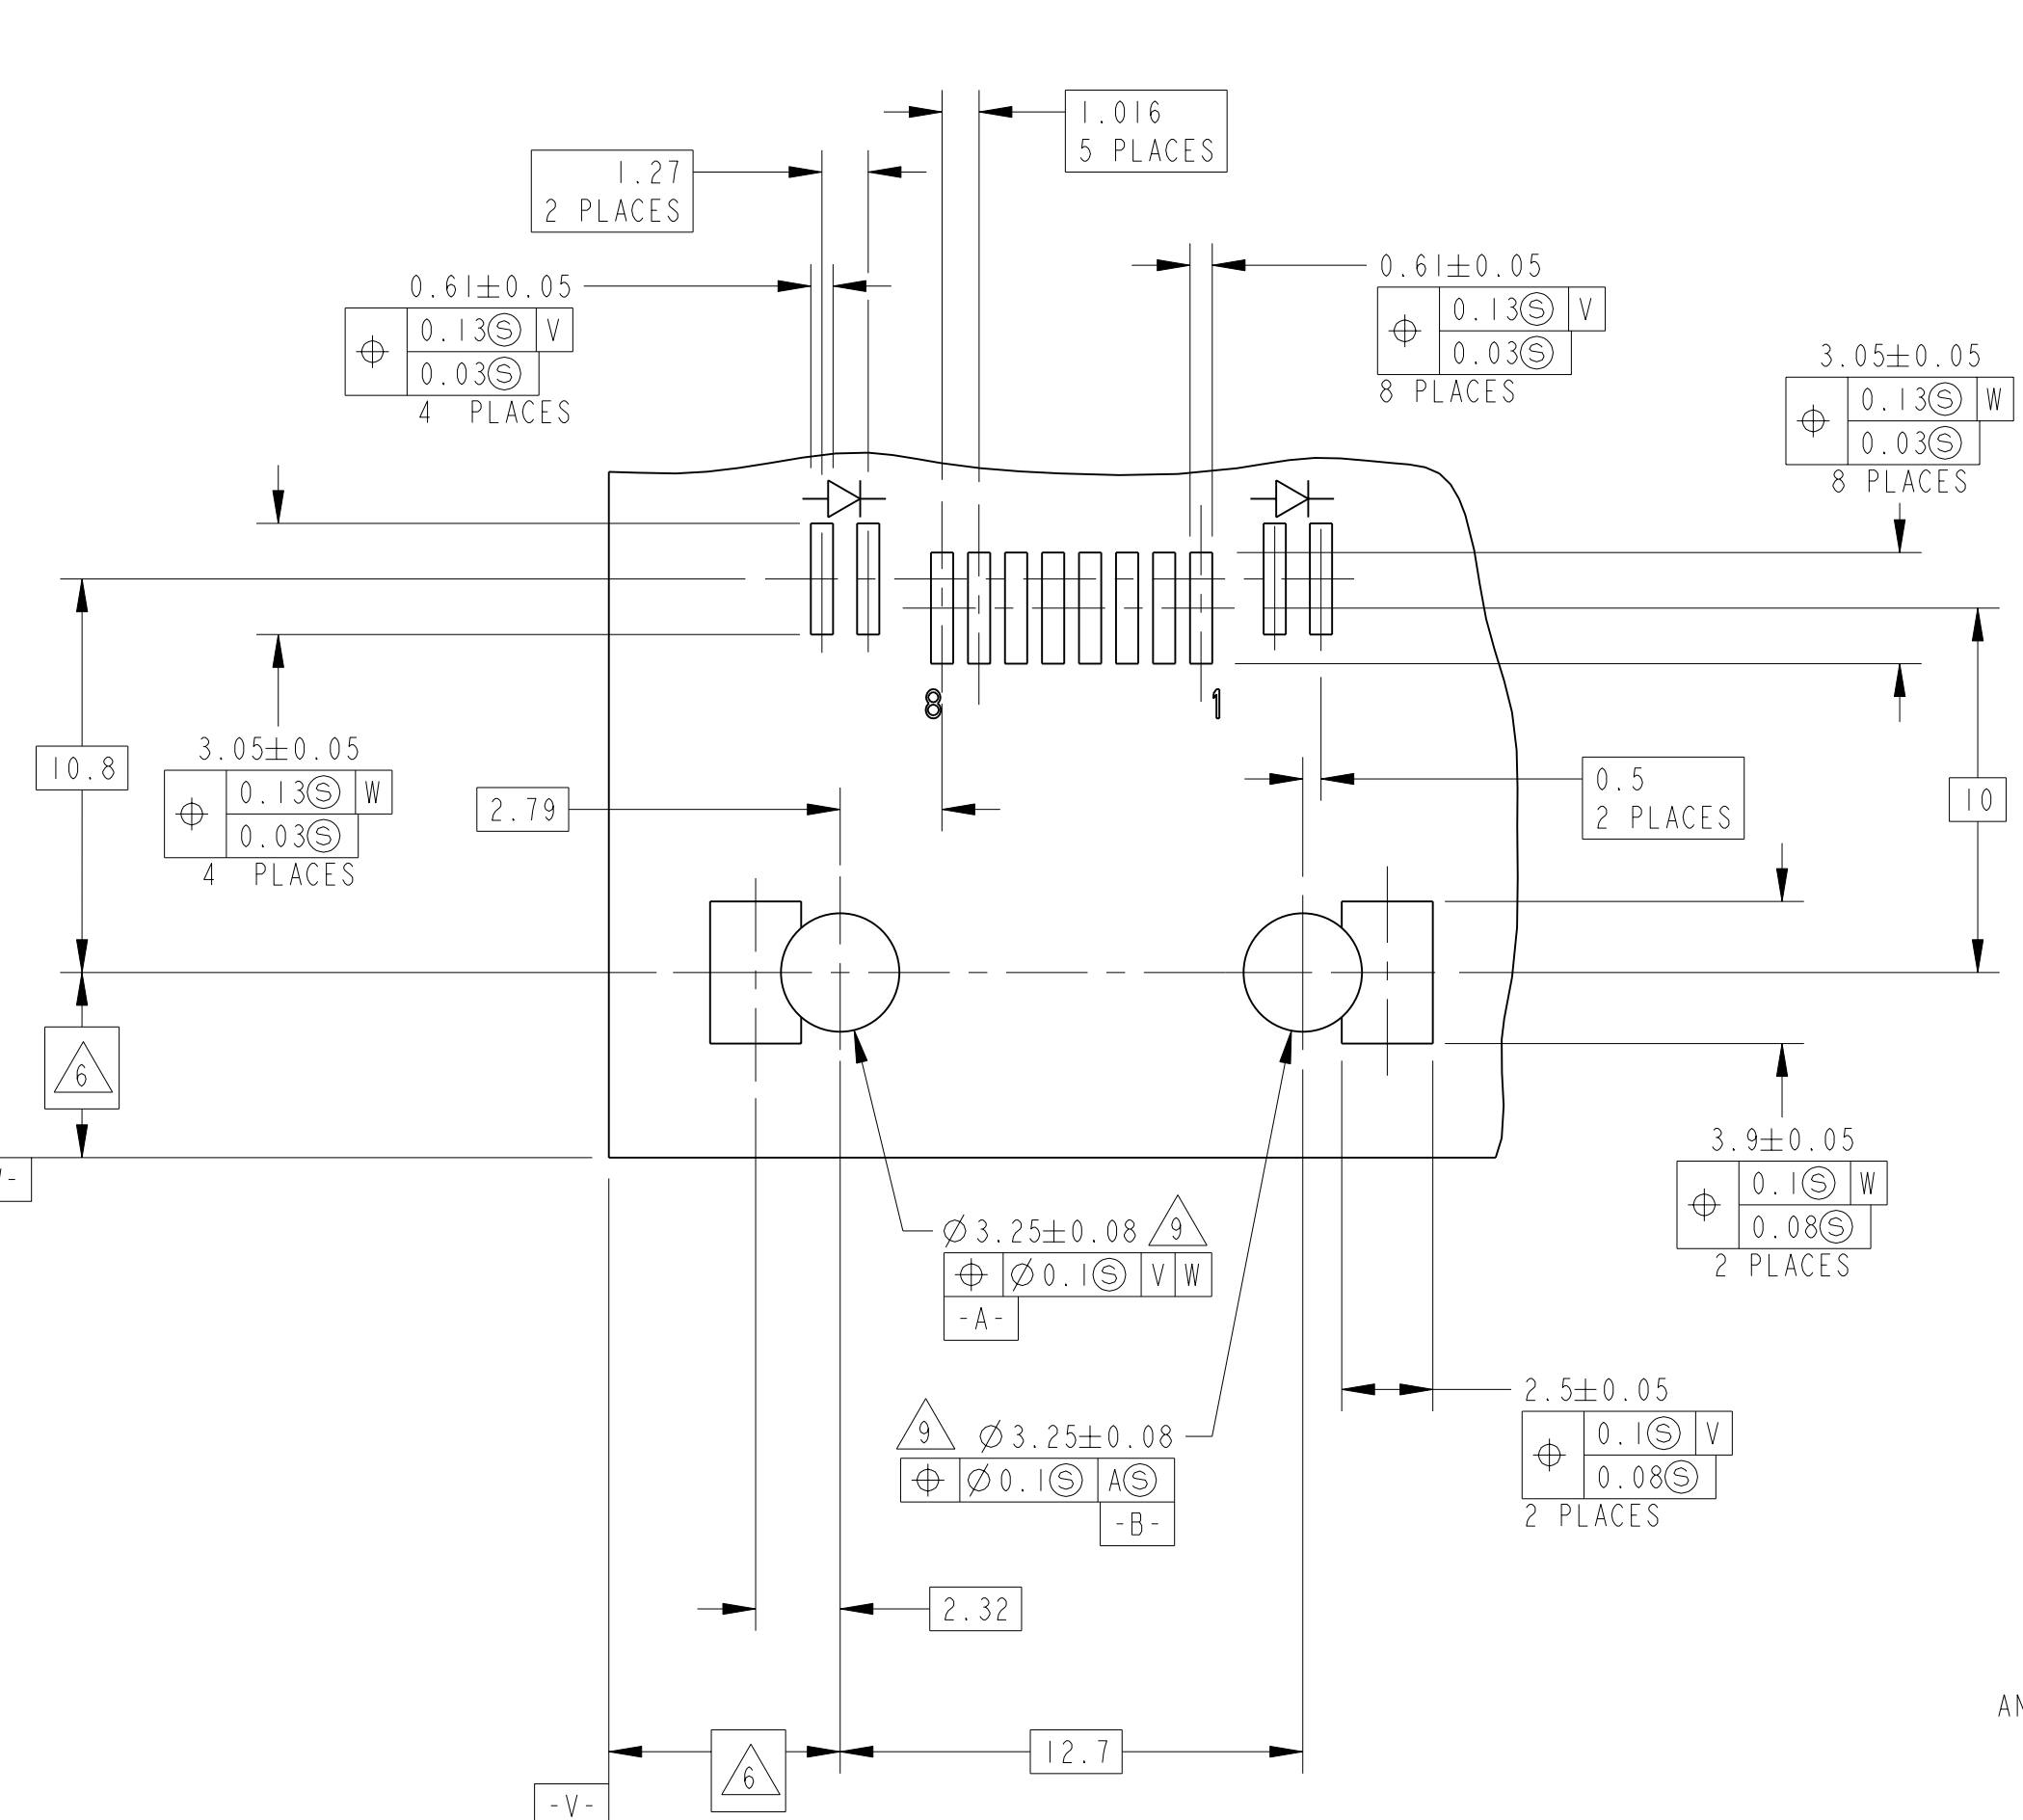 1.016
5 PLACES
1.27
2 PLACES
0.61±0.05
0.13Ⓢ V
0.03Ⓢ
4 PLACES
0.61±0.05
0.13Ⓢ V
0.03Ⓢ
8 PLACES
3.05±0.05
0.13Ⓢ W
0.03Ⓢ
8 PLACES
8
1
10.8
3.05±0.05
0.13Ⓢ W
0.03Ⓢ
4 PLACES
2.79
0.5
2 PLACES
10
6
3.9±0.05
0.1Ⓢ W
0.08Ⓢ
2 PLACES
⌀3.25±0.08 9
⌀0.1Ⓢ V W
-A-
2.5±0.05
0.1Ⓢ V
0.08Ⓢ
2 PLACES
9 ⌀3.25±0.08
⌀0.1Ⓢ AⓈ
-B-
2.32
12.7
6
-V-